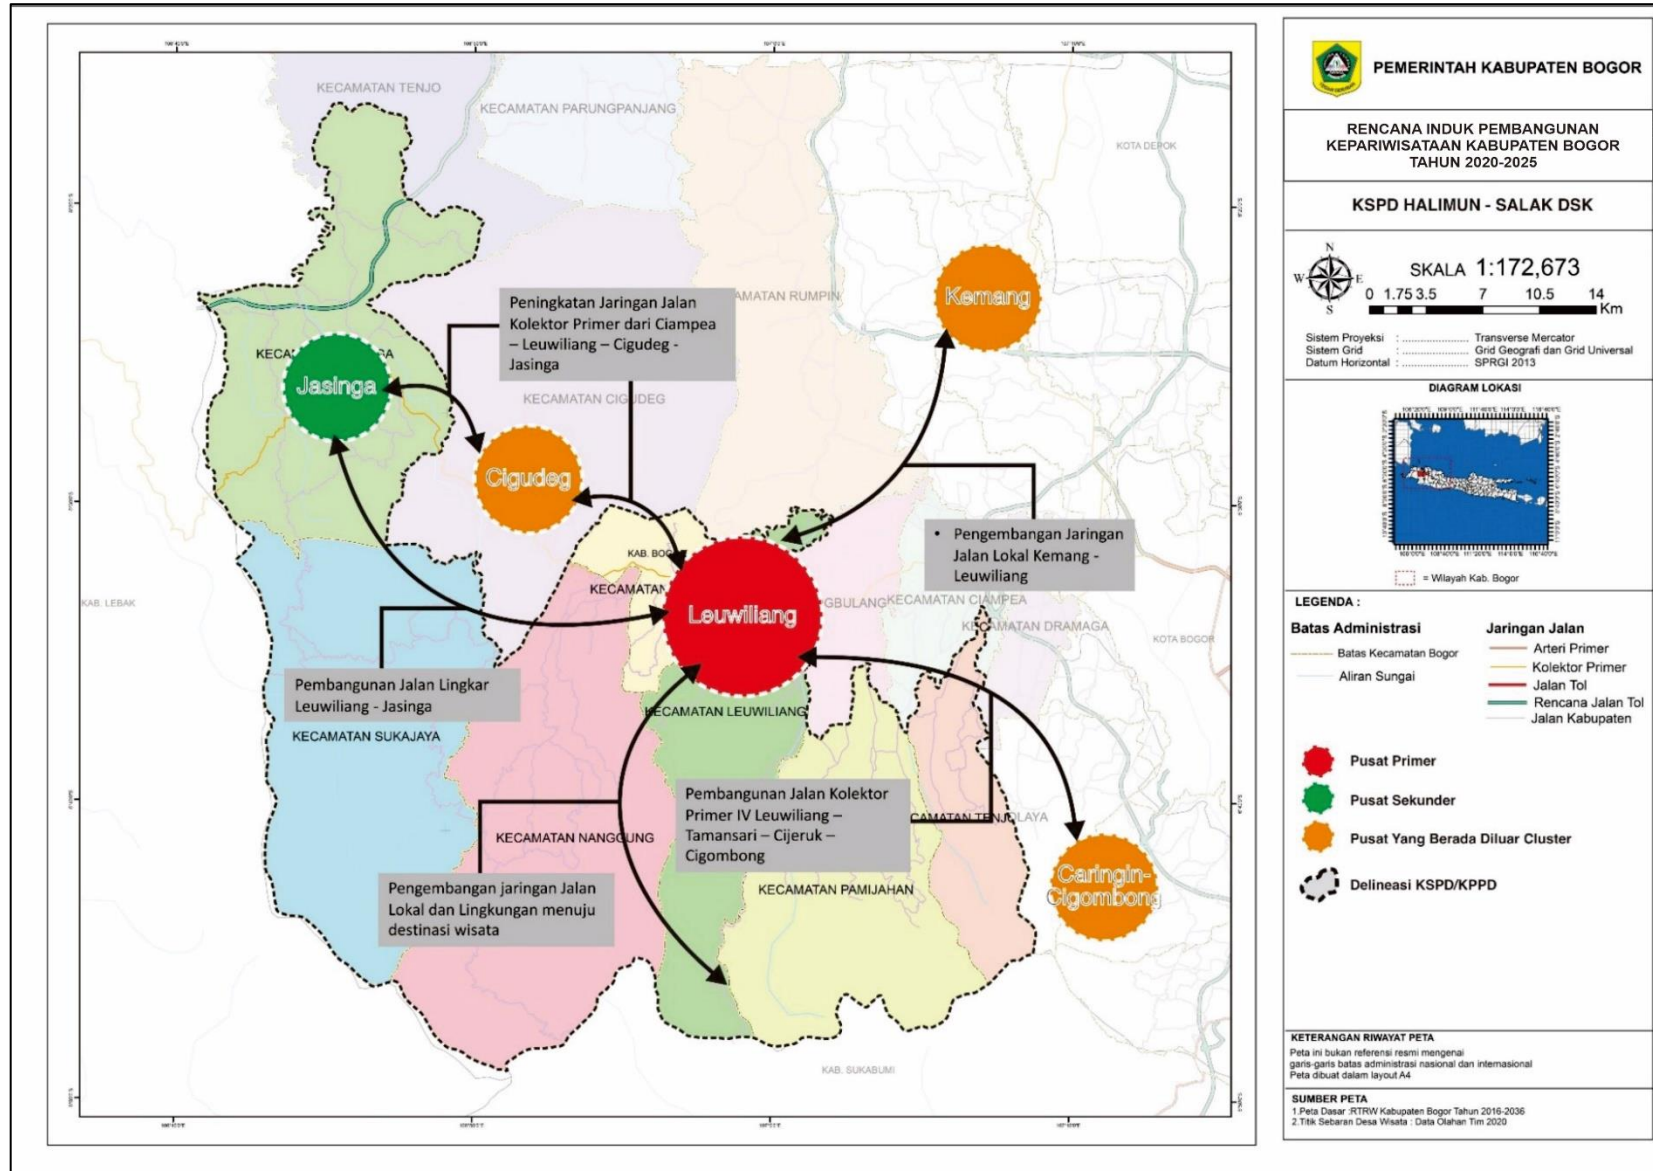 KECAMATAN TENJO
KECAMATAN PARUNGPANJANG
KOTA DEPOK
AMATAN RUMPIN
Kemang
Peningkatan Jaringan Jalan
Kolektor Primer dari Ciampea
– Leuwiliang – Cigudeg -
Jasinga
Jasinga
KECAMATAN CIGUDEG
Cigudeg
• Pengembangan Jaringan
Jalan Lokal Kemang -
Leuwiliang
KAB. BOG
KECAMATAN
KAB. LEBAK
Leuwiliang
GBULANG
KECAMATAN CIAMPEA
KECAMATAN DRAMAGA
KOTA BOGOR
Pembangunan Jalan Lingkar
Leuwiliang - Jasinga
KECAMATAN LEUWILIANG
KECAMATAN SUKAJAYA
Pembangunan Jalan Kolektor
Primer IV Leuwiliang –
Tamansari – Cijeruk –
Cigombong
CAMATAN TENJOLAYA
KECAMATAN NANGGUNG
KECAMATAN PAMIJAHAN
Caringin-
Cigombong
Pengembangan jaringan Jalan
Lokal dan Lingkungan menuju
destinasi wisata
KAB. SUKABUMI
PEMERINTAH KABUPATEN BOGOR
RENCANA INDUK PEMBANGUNAN
KEPARIWISATAAN KABUPATEN BOGOR
TAHUN 2020-2025
KSPD HALIMUN - SALAK DSK
N
W E
S
SKALA 1:172,673
0 1.75 3.5 7 10.5 14
Km
Sistem Proyeksi : ........................ Transverse Mercator
Sistem Grid : ........................ Grid Geografi dan Grid Universal
Datum Horizontal : ........................ SPRGI 2013
DIAGRAM LOKASI
= Wilayah Kab. Bogor
LEGENDA :
Batas Administrasi
Batas Kecamatan Bogor
Aliran Sungai
Jaringan Jalan
Arteri Primer
Kolektor Primer
Jalan Tol
Rencana Jalan Tol
Jalan Kabupaten
Pusat Primer
Pusat Sekunder
Pusat Yang Berada Diluar Cluster
Delineasi KSPD/KPPD
KETERANGAN RIWAYAT PETA
Peta ini bukan referensi resmi mengenai
garis-garis batas administrasi nasional dan internasional
Peta dibuat dalam layout A4
SUMBER PETA
1.Peta Dasar :RTRW Kabupaten Bogor Tahun 2016-2036
2.Titik Sebaran Desa Wisata : Data Olahan Tim 2020